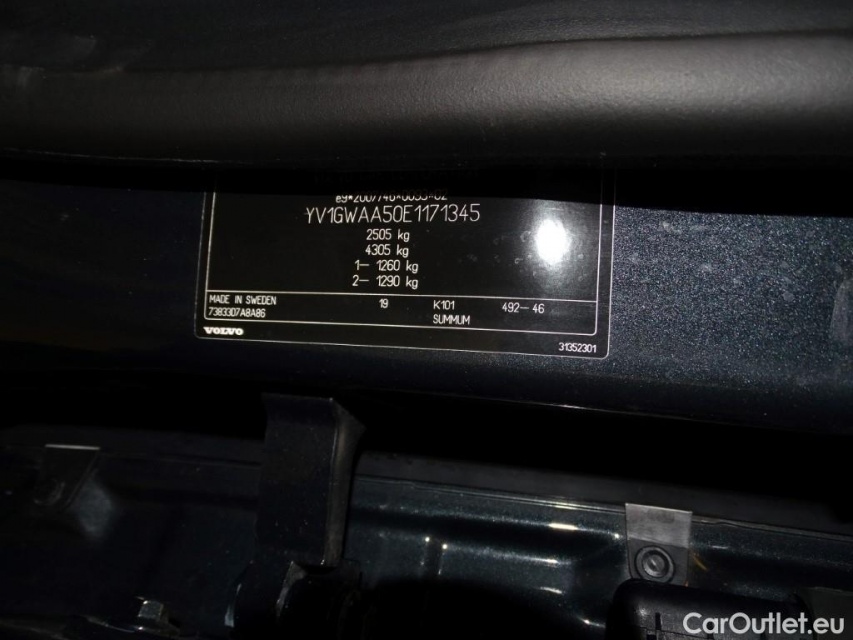 YV1GWAA50E1171345
2505 kg
4305 kg
1- 1260 kg
2- 1290 kg
MADE IN SWEDEN 19 K101 492-46
73833D7A8A86 SUMMUM
VOLVO 31352301
CarOutlet.eu